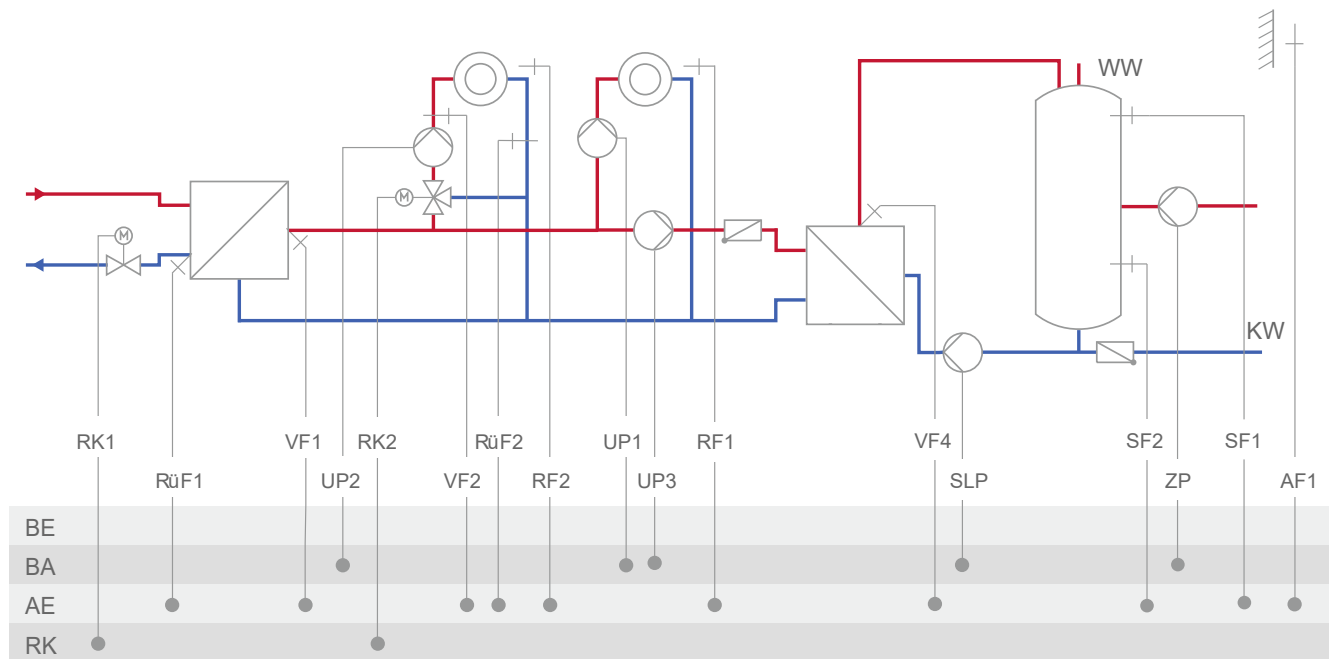 WW
M
M
KW
RK1 VF1 RK2 RüF2 UP1 RF1 VF4 SF2 SF1
RüF1 UP2 VF2 RF2 UP3 SLP ZP AF1
BE
BA
AE
RK